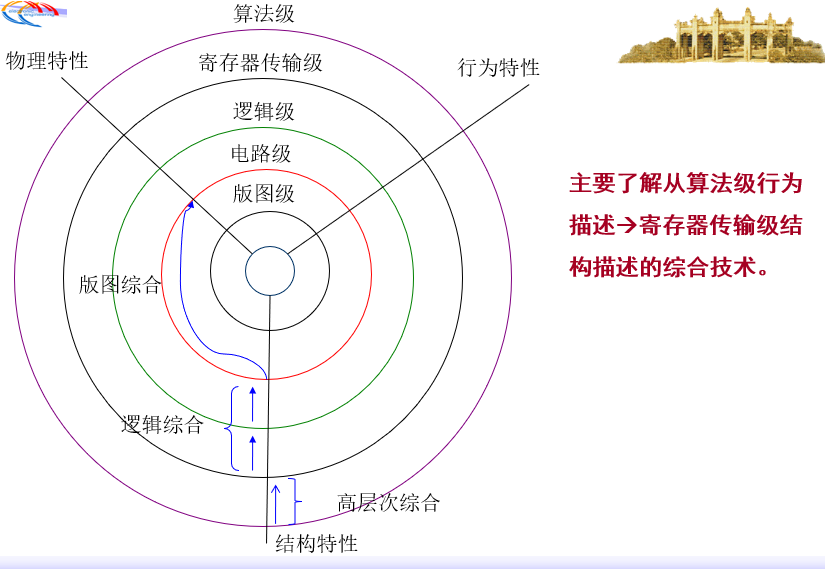 算法级
物理特性
寄存器传输级
行为特性
逻辑级
电路级
版图级
主要了解从算法级行为
描述→寄存器传输级结
构描述的综合技术。
版图综合
逻辑综合
高层次综合
结构特性